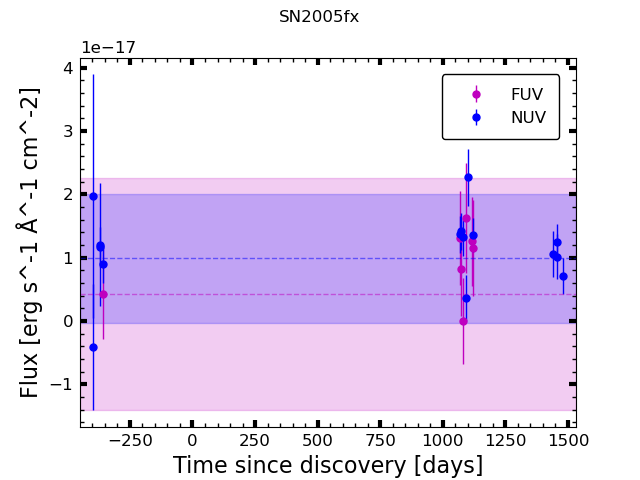 SN2005fx
1e−17
4
3
2
1
0
−1
Flux [erg s^-1 Å^-1 cm^-2]
FUV
NUV
−250 0 250 500 750 1000 1250 1500
Time since discovery [days]